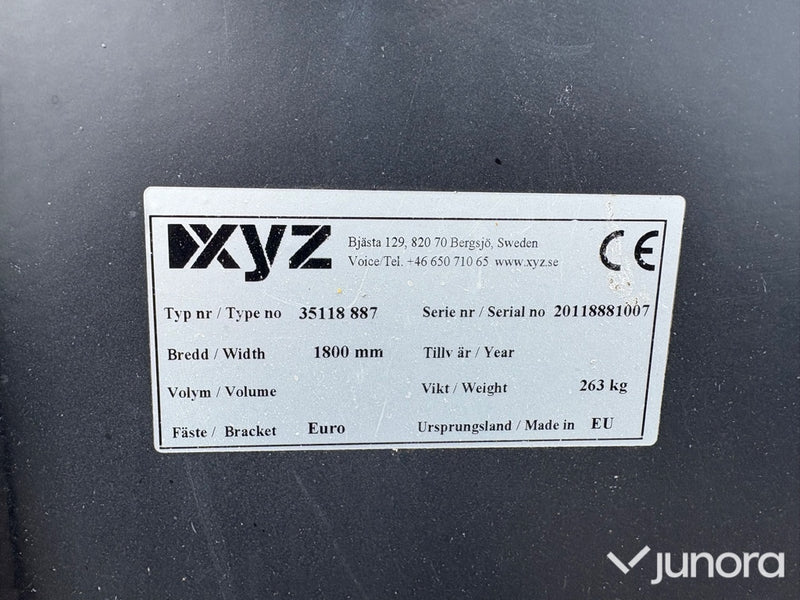 xyz
Bjästa 129, 820 70 Bergsjö, Sweden
Voice/Tel. +46 650 710 65 www.xyz.se
CE
Typ nr / Type no 35118 887 Serie nr / Serial no 20118881007
Bredd / Width 1800 mm Tillv år / Year
Volym / Volume Vikt / Weight 263 kg
Fäste / Bracket Euro Ursprungsland / Made in EU
junora